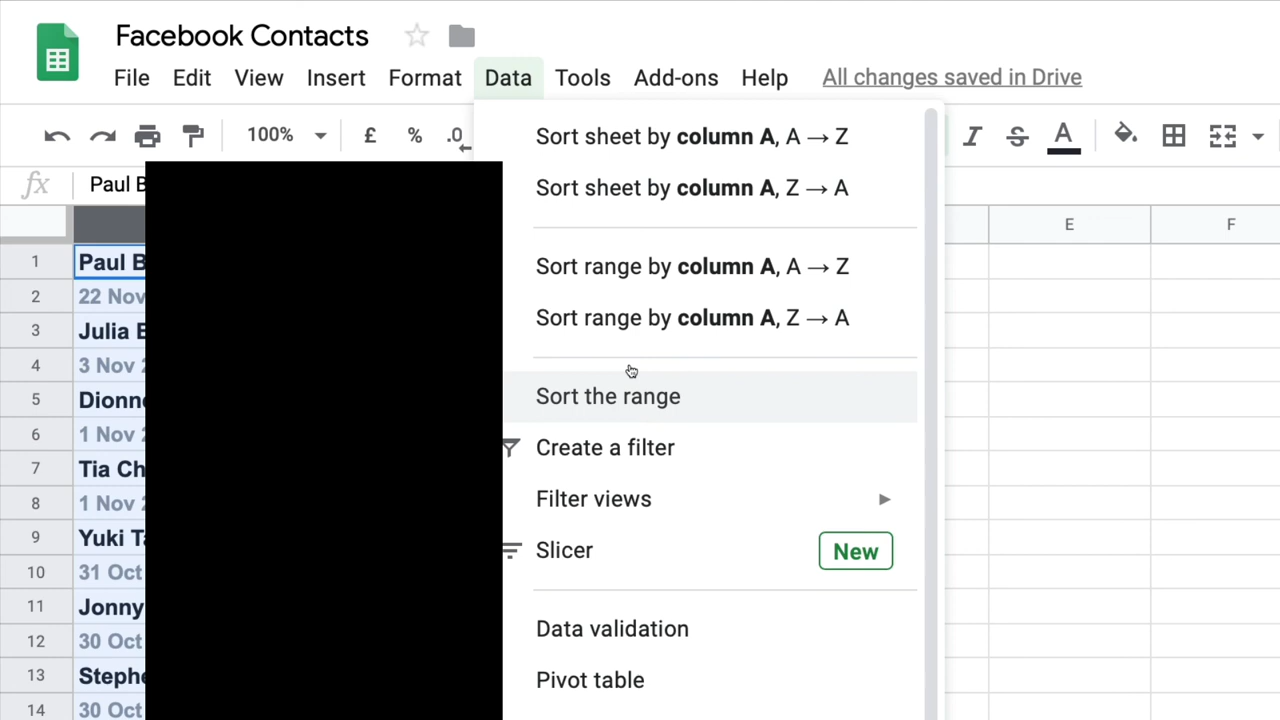 Facebook Contacts
File Edit View Insert Format Data Tools Add-ons Help All changes saved in Drive
100% £ % .0 A
fx Paul B
Sort sheet by column A, A → Z
Sort sheet by column A, Z → A
E F
Sort range by column A, A → Z
Sort range by column A, Z → A
Sort the range
Create a filter
Filter views
Slicer New
Data validation
Pivot table
1 Paul B
2 22 Nov
3 Julia B
4 3 Nov
5 Dionne
6 1 Nov
7 Tia Ch
8 1 Nov
9 Yuki Ta
10 31 Oct
11 Jonny
12 30 Oct
13 Stephe
14 30 Oct